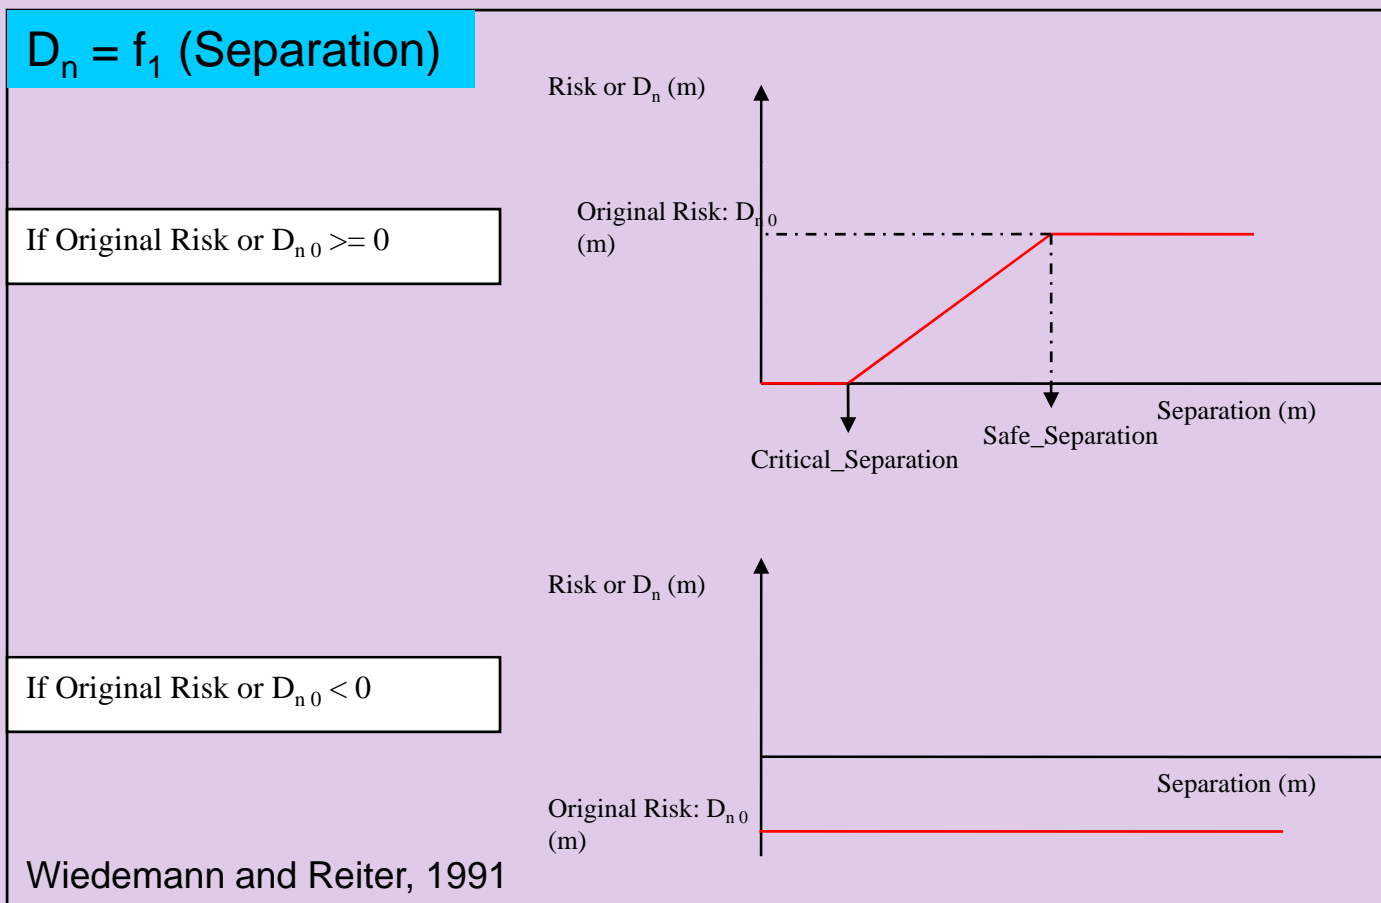 Dₙ = f₁ (Separation)
Risk or Dₙ (m)
Original Risk: Dₙ ₀
(m)
If Original Risk or Dₙ ₀ >= 0
Separation (m)
Safe_Separation
Critical_Separation
Risk or Dₙ (m)
If Original Risk or Dₙ ₀ < 0
Separation (m)
Original Risk: Dₙ ₀
(m)
Wiedemann and Reiter, 1991